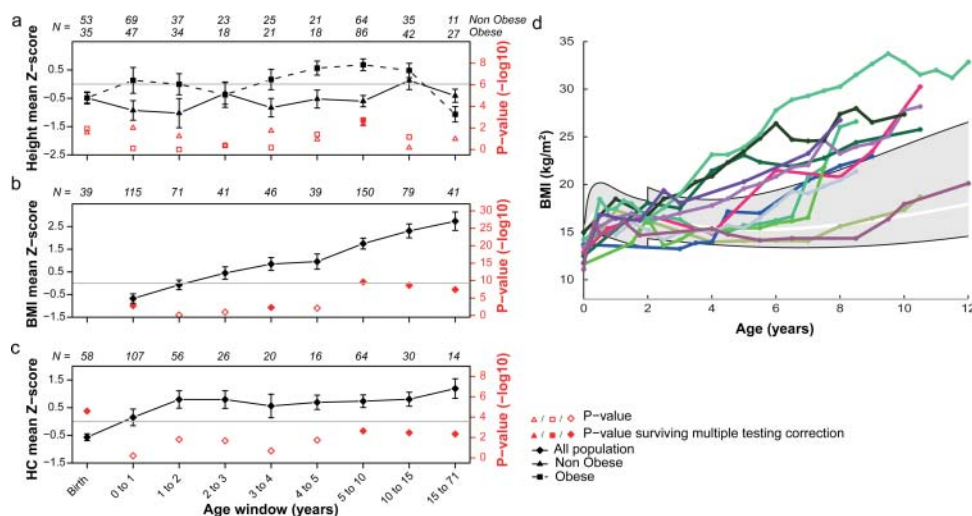 a
N =
53 69 37 23 25 21 64 35 11 Non Obese
35 47 34 18 21 18 86 42 27 Obese
Height mean Z−score
0.5
−0.5
−1.5
−2.5
8
6
4
2
0
P−value (−log10)
b
N = 39 115 71 41 46 39 150 79 41
BMI mean Z−score
2.5
1.5
0.5
−0.5
−1.5
30
25
20
15
10
5
0
P−value (−log10)
c
N = 58 107 56 26 20 16 64 30 14
HC mean Z−score
1.5
0.5
−0.5
−1.5
8
6
4
2
0
P−value (−log10)
Birth
0 to 1
1 to 2
2 to 3
3 to 4
4 to 5
5 to 10
10 to 15
15 to 71
Age window (years)
d
BMI (kg/m²)
35
30
25
20
15
10
0 2 4 6 8 10 12
Age (years)
/ / P−value
/ / P−value surviving multiple testing correction
All population
Non Obese
Obese